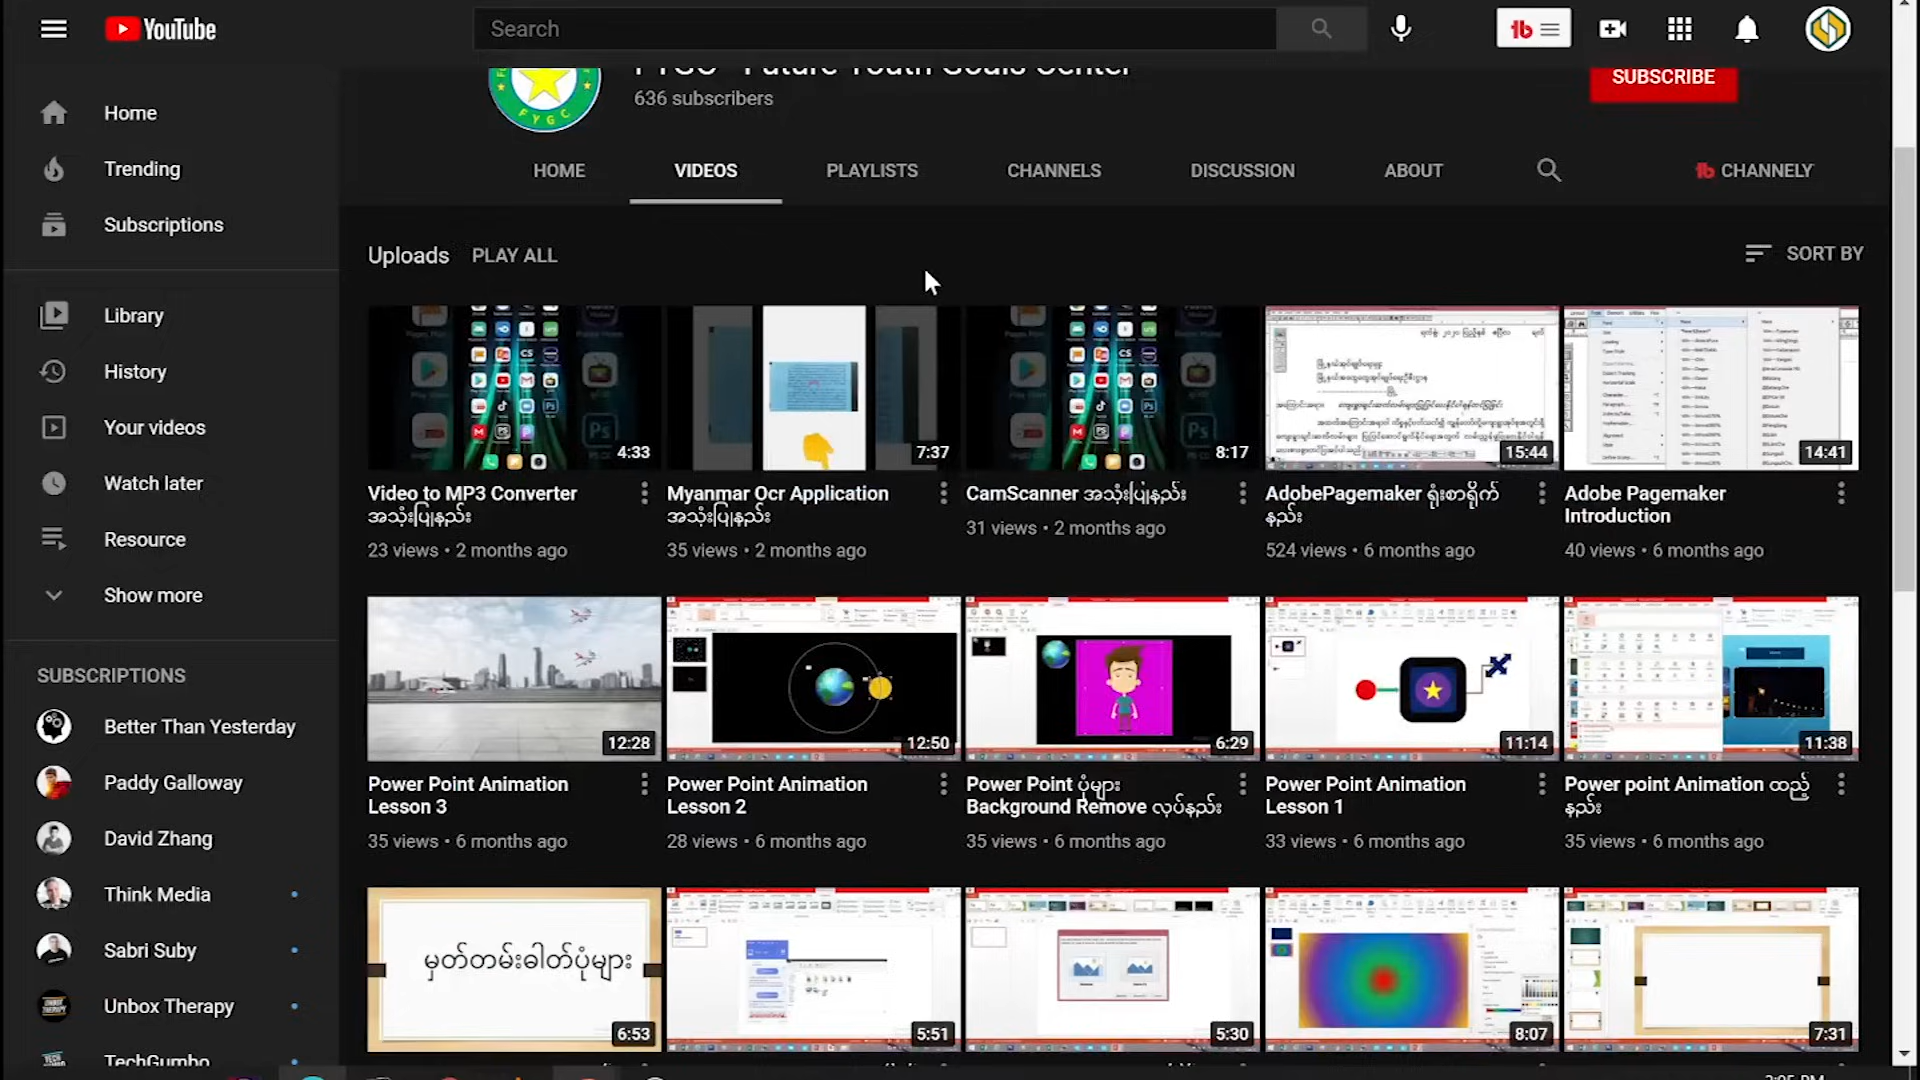 YouTube
Search
FYGC - Future Youth Goals Center
636 subscribers
SUBSCRIBE
HOME
VIDEOS
PLAYLISTS
CHANNELS
DISCUSSION
ABOUT
CHANNELY
Home
Trending
Subscriptions
Library
History
Your videos
Watch later
Resource
Show more
SUBSCRIPTIONS
Better Than Yesterday
Paddy Galloway
David Zhang
Think Media
Sabri Suby
Unbox Therapy
TechGumbo
Uploads
PLAY ALL
SORT BY
4:33
7:37
8:17
15:44
14:41
Video to MP3 Converter
အသုံးပြုနည်း
23 views • 2 months ago
Myanmar Ocr Application
အသုံးပြုနည်း
35 views • 2 months ago
CamScanner အသုံးပြုနည်း
31 views • 2 months ago
AdobePagemaker ရုံးစာရိုက်
နည်း
524 views • 6 months ago
Adobe Pagemaker
Introduction
40 views • 6 months ago
12:28
12:50
6:29
11:14
11:38
Power Point Animation
Lesson 3
35 views • 6 months ago
Power Point Animation
Lesson 2
28 views • 6 months ago
Power Point ပုံများ
Background Remove လုပ်နည်း
35 views • 6 months ago
Power Point Animation
Lesson 1
33 views • 6 months ago
Power point Animation ထည့်
နည်း
35 views • 6 months ago
မှတ်တမ်းဓါတ်ပုံများ
6:53
5:51
5:30
8:07
7:31